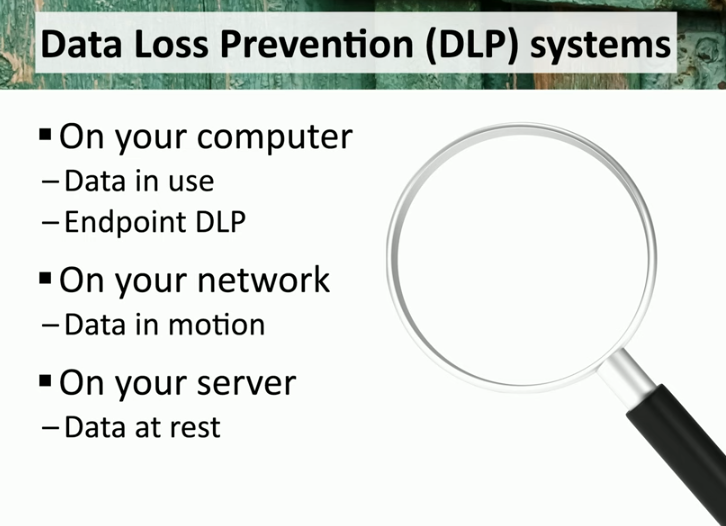 Data Loss Prevention (DLP) systems
▪ On your computer
– Data in use
– Endpoint DLP
▪ On your network
– Data in motion
▪ On your server
– Data at rest